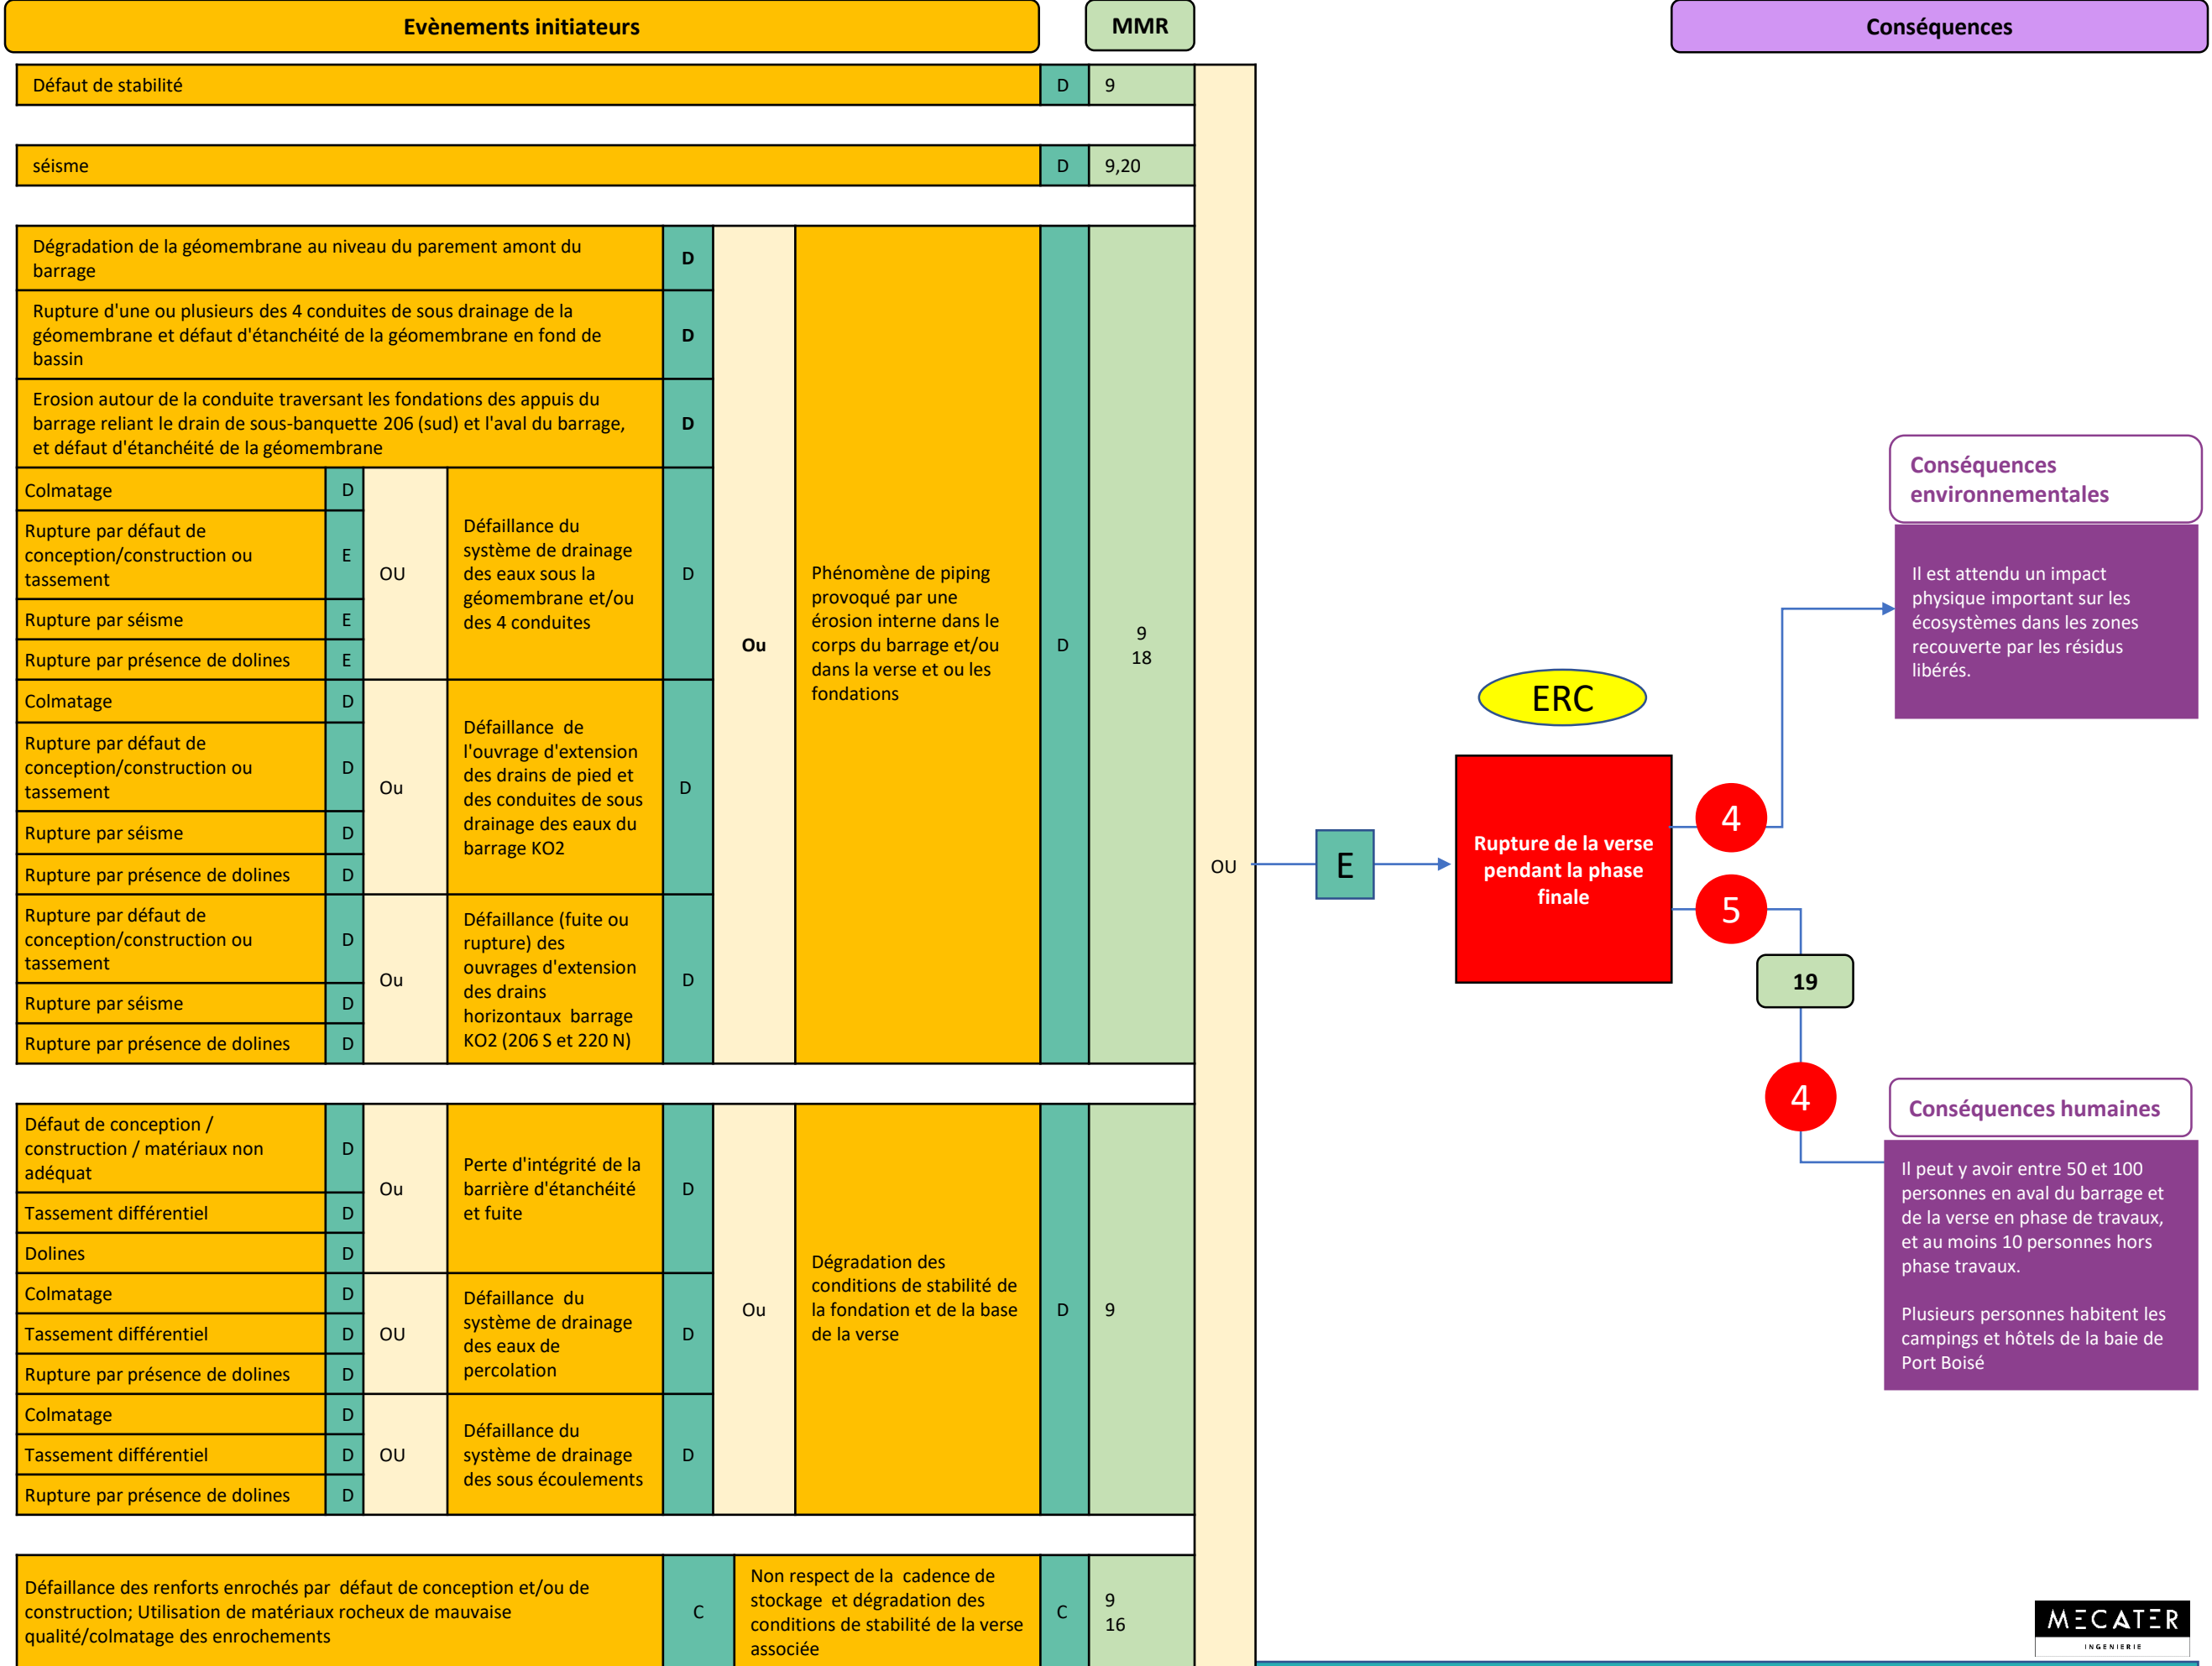 Evènements initiateurs
MMR
Conséquences
Défaut de stabilité
D
9
séisme
D
9,20
Dégradation de la géomembrane au niveau du parement amont du
barrage
D
Rupture d'une ou plusieurs des 4 conduites de sous drainage de la
géomembrane et défaut d'étanchéité de la géomembrane en fond de
bassin
D
Erosion autour de la conduite traversant les fondations des appuis du
barrage reliant le drain de sous-banquette 206 (sud) et l'aval du barrage,
et défaut d'étanchéité de la géomembrane
D
Colmatage
D
Rupture par défaut de
conception/construction ou
tassement
E
Rupture par séisme
E
Rupture par présence de dolines
E
OU
Défaillance du
système de drainage
des eaux sous la
géomembrane et/ou
des 4 conduites
D
Colmatage
D
Rupture par défaut de
conception/construction ou
tassement
D
Rupture par séisme
D
Rupture par présence de dolines
D
Ou
Défaillance de
l'ouvrage d'extension
des drains de pied et
des conduites de sous
drainage des eaux du
barrage KO2
D
Rupture par défaut de
conception/construction ou
tassement
D
Rupture par séisme
D
Rupture par présence de dolines
D
Ou
Défaillance (fuite ou
rupture) des
ouvrages d'extension
des drains
horizontaux barrage
KO2 (206 S et 220 N)
D
Ou
Phénomène de piping
provoqué par une
érosion interne dans le
corps du barrage et/ou
dans la verse et ou les
fondations
D
9
18
Défaut de conception /
construction / matériaux non
adéquat
D
Tassement différentiel
D
Dolines
D
Ou
Perte d'intégrité de la
barrière d'étanchéité
et fuite
D
Colmatage
D
Tassement différentiel
D
Rupture par présence de dolines
D
OU
Défaillance du
système de drainage
des eaux de
percolation
D
Colmatage
D
Tassement différentiel
D
Rupture par présence de dolines
D
OU
Défaillance du
système de drainage
des sous écoulements
D
Ou
Dégradation des
conditions de stabilité de
la fondation et de la base
de la verse
D
9
Défaillance des renforts enrochés par défaut de conception et/ou de
construction; Utilisation de matériaux rocheux de mauvaise
qualité/colmatage des enrochements
C
Non respect de la cadence de
stockage et dégradation des
conditions de stabilité de la verse
associée
C
9
16
OU
E
ERC
Rupture de la verse
pendant la phase
finale
4
5
19
4
Conséquences
environnementales
Il est attendu un impact
physique important sur les
écosystèmes dans les zones
recouverte par les résidus
libérés.
Conséquences humaines
Il peut y avoir entre 50 et 100
personnes en aval du barrage et
de la verse en phase de travaux,
et au moins 10 personnes hors
phase travaux.
Plusieurs personnes habitent les
campings et hôtels de la baie de
Port Boisé
MECATER
INGENIERIE